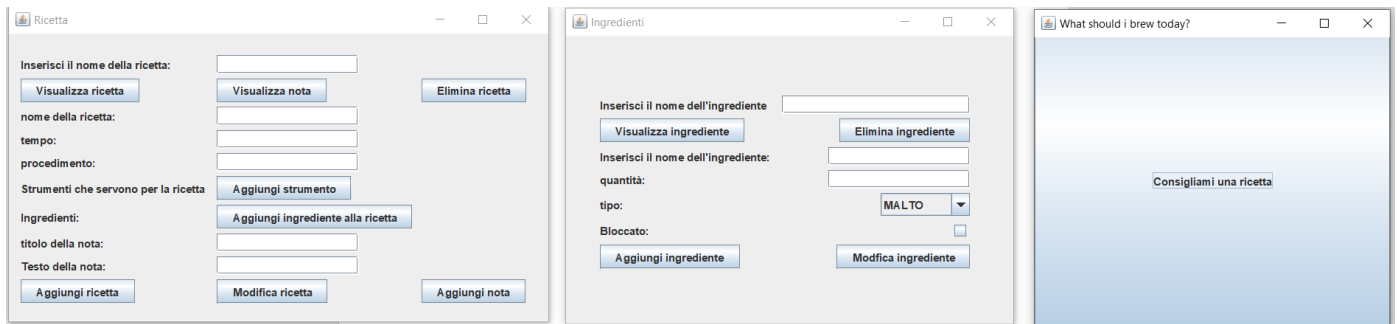 Ricetta
Inserisci il nome della ricetta:
Visualizza ricetta Visualizza nota Elimina ricetta
nome della ricetta:
tempo:
procedimento:
Strumenti che servono per la ricetta Aggiungi strumento
Ingredienti: Aggiungi ingrediente alla ricetta
titolo della nota:
Testo della nota:
Aggiungi ricetta Modifica ricetta Aggiungi nota
Ingredienti
Inserisci il nome dell'ingrediente
Visualizza ingrediente Elimina ingrediente
Inserisci il nome dell'ingrediente:
quantità:
tipo: MALTO
Bloccato:
Aggiungi ingrediente Modfica ingrediente
What should i brew today?
Consigliami una ricetta